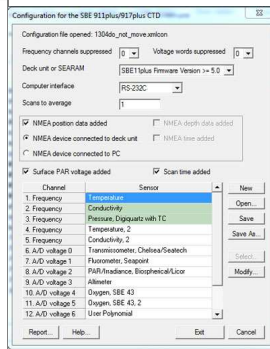 Configuration for the SBE 911plus/917plus CTD
Configuration file opened: 1304do_not_move.xmlcon
Frequency channels suppressed 0 Voltage words suppressed 0
Deck unit or SEARAM SBE11plus Firmware Version >= 5.0
Computer interface RS-232C
Scans to average 1
NMEA position data added NMEA depth data added
NMEA device connected to deck unit NMEA time added
NMEA device connected to PC
Surface PAR voltage added Scan time added
Channel Sensor New
1. Frequency Temperature
2. Frequency Conductivity Open...
3. Frequency Pressure, Digiquartz with TC Save
4. Frequency Temperature, 2
5. Frequency Conductivity, 2 Save As...
6. A/D voltage 0 Transmissometer, Chelsea/Seatech
7. A/D voltage 1 Fluorometer, Seapoint Select...
8. A/D voltage 2 PAR/Irradiance, Biospherical/Licor Modify...
9. A/D voltage 3 Altimeter
10. A/D voltage 4 Oxygen, SBE 43
11. A/D voltage 5 Oxygen, SBE 43, 2
12. A/D voltage 6 User Polynomial
Report... Help... Exit Cancel